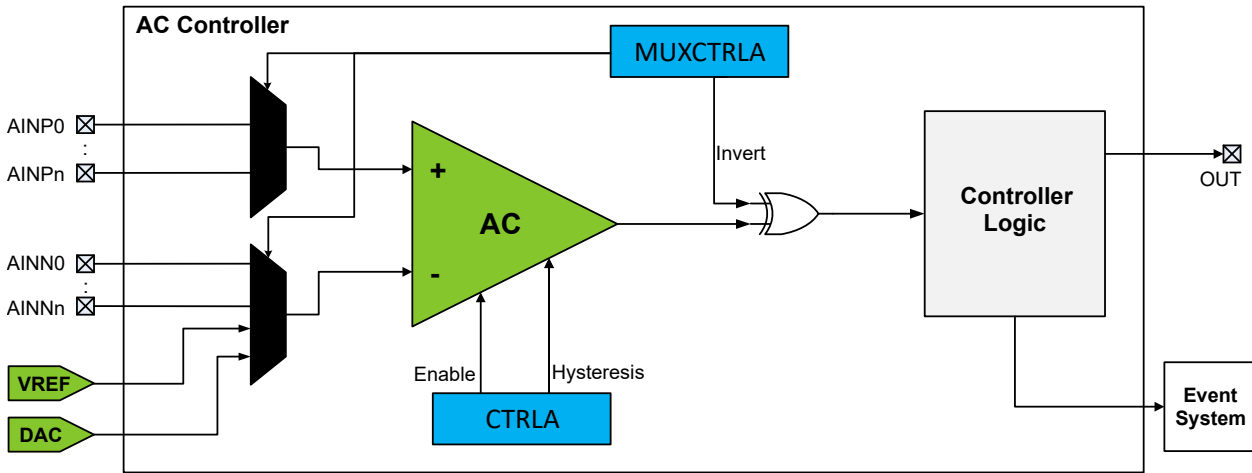 AC Controller
MUXCTRLA
AINP0
:
AINPn
Invert
OUT
+
AC
-
Controller
Logic
AINN0
:
AINNn
VREF
DAC
Enable
Hysteresis
CTRLA
Event
System